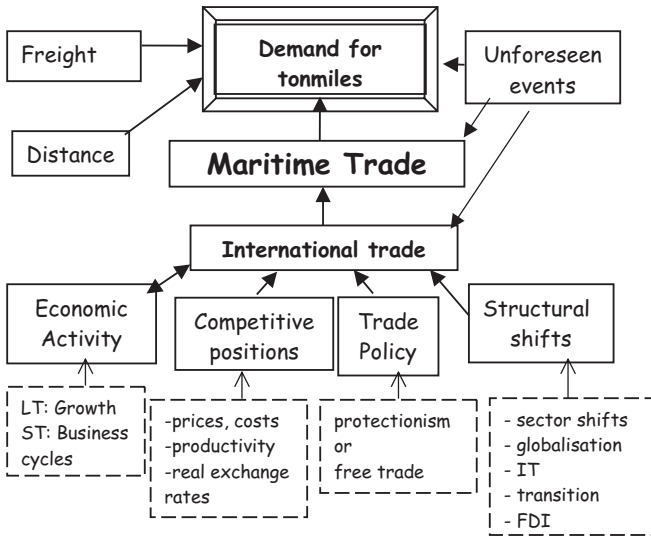 Freight
Demand for
tonmiles
Unforeseen
events
Distance
Maritime Trade
International trade
Economic
Activity
Competitive
positions
Trade
Policy
Structural
shifts
LT: Growth
ST: Business
cycles
-prices, costs
-productivity
-real exchange
rates
protectionism
or
free trade
- sector shifts
- globalisation
- IT
- transition
- FDI